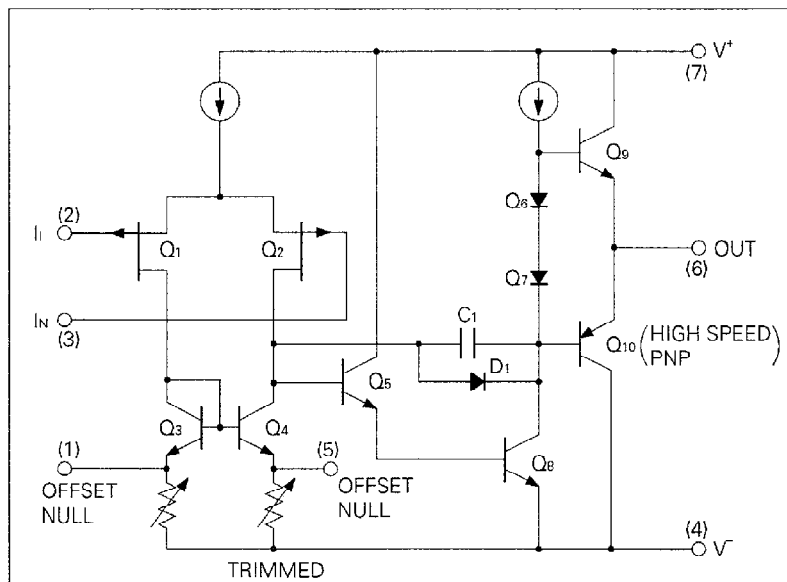 V+
(7)
Q9
Q6
(2)
II
Q1
Q2
OUT
(6)
Q7
IN
(3)
C1
Q10 (HIGH SPEED)
PNP
D1
Q5
Q3
Q4
(1)
(5)
Q8
OFFSET
NULL
OFFSET
NULL
(4)
V-
TRIMMED